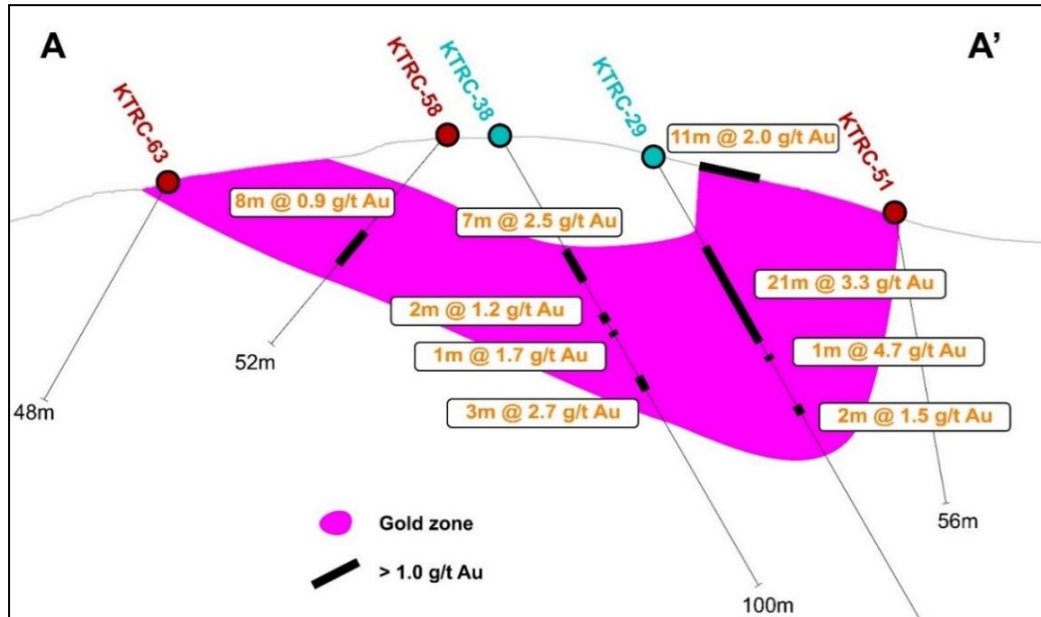 A
A’
KTRC-63
KTRC-58
KTRC-38
KTRC-29
KTRC-51
11m @ 2.0 g/t Au
8m @ 0.9 g/t Au
7m @ 2.5 g/t Au
21m @ 3.3 g/t Au
2m @ 1.2 g/t Au
1m @ 1.7 g/t Au
1m @ 4.7 g/t Au
3m @ 2.7 g/t Au
2m @ 1.5 g/t Au
52m
48m
56m
100m
Gold zone
> 1.0 g/t Au